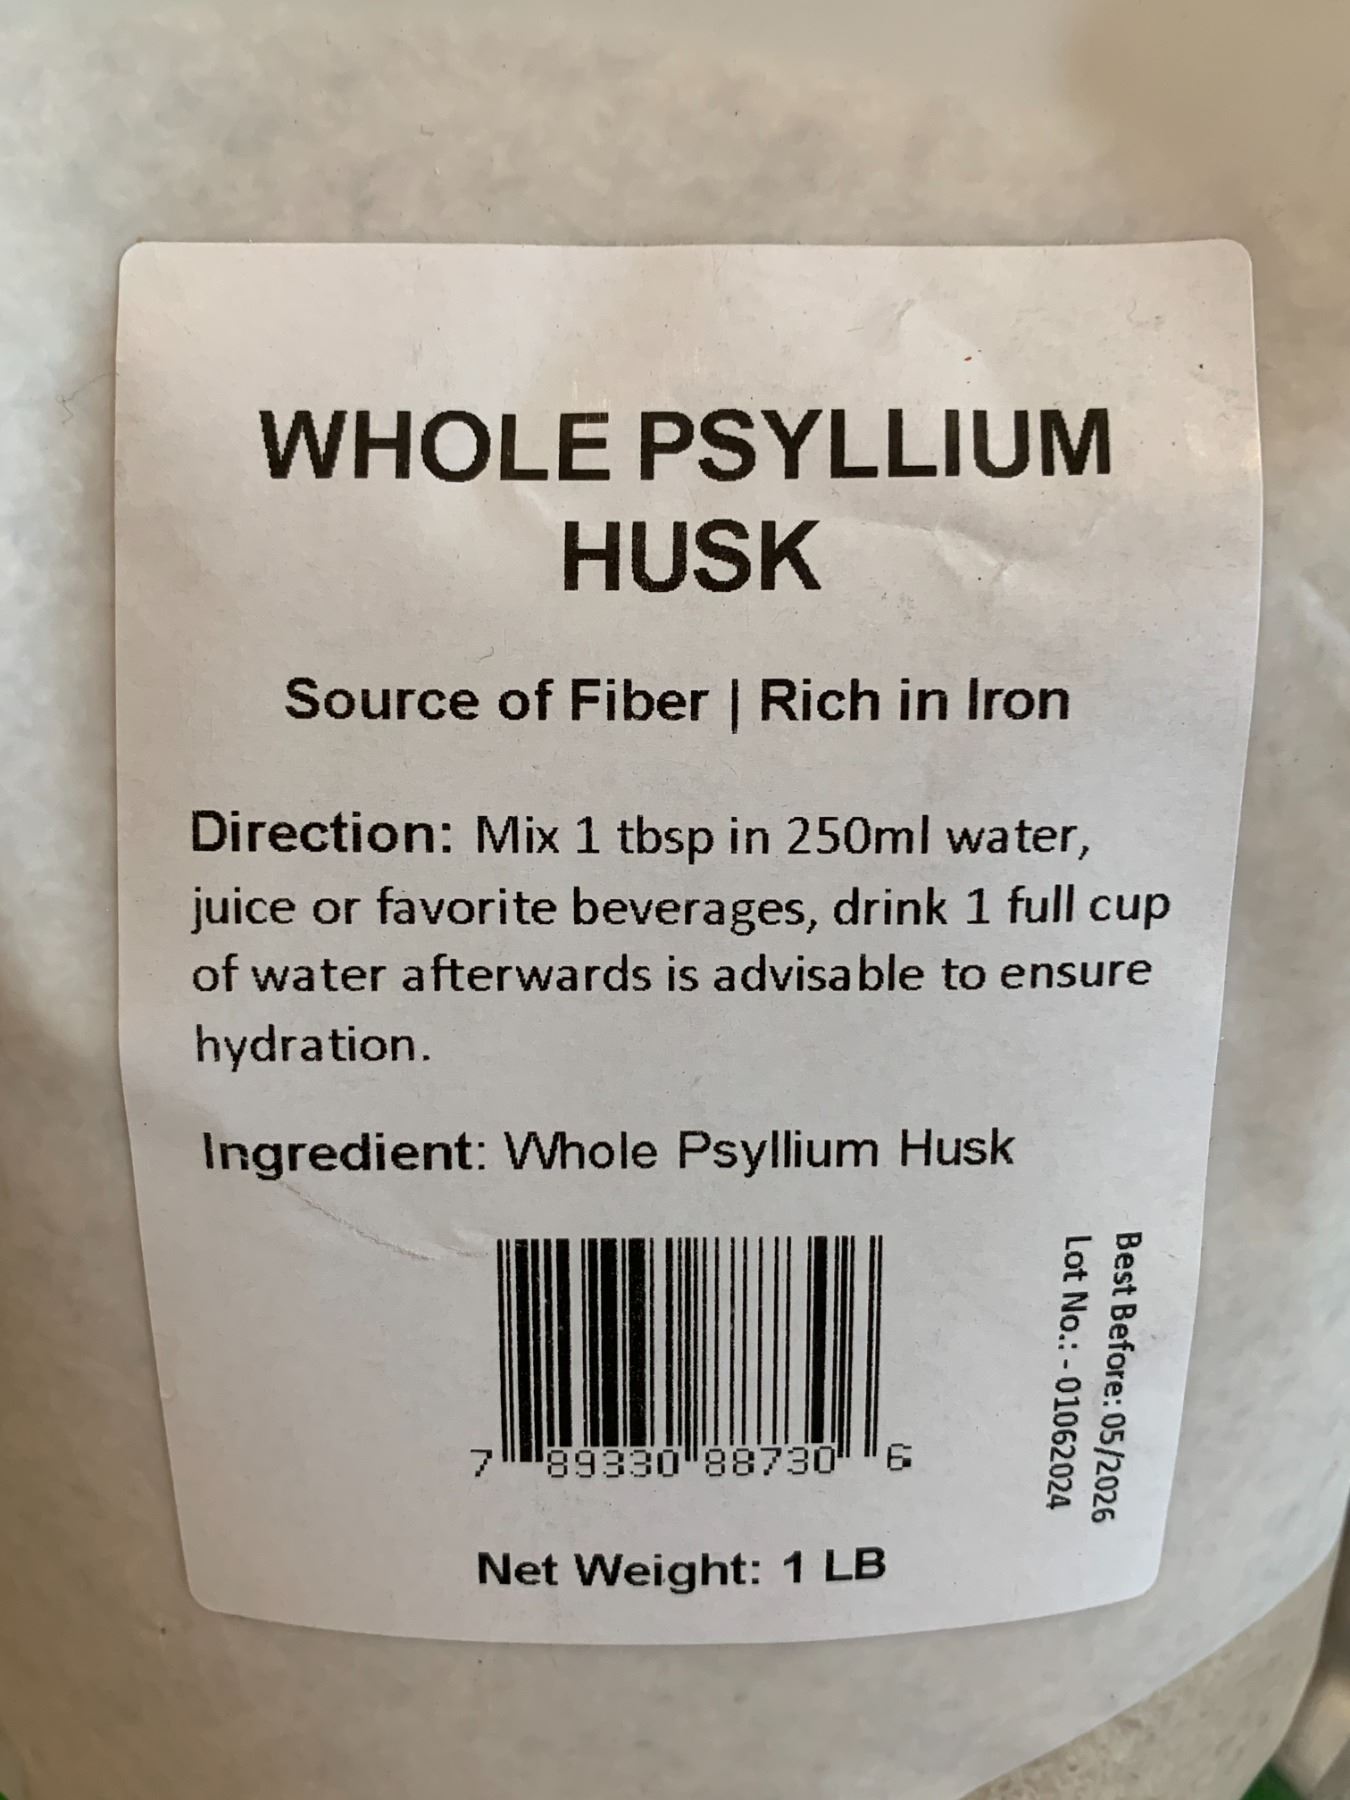 WHOLE PSYLLIUM
HUSK
Source of Fiber | Rich in Iron
Direction: Mix 1 tbsp in 250ml water,
juice or favorite beverages, drink 1 full cup
of water afterwards is advisable to ensure
hydration.
Ingredient: Whole Psyllium Husk
7 89330 88730 6
Best Before: 05/2026
Lot No.: - 01062024
Net Weight: 1 LB